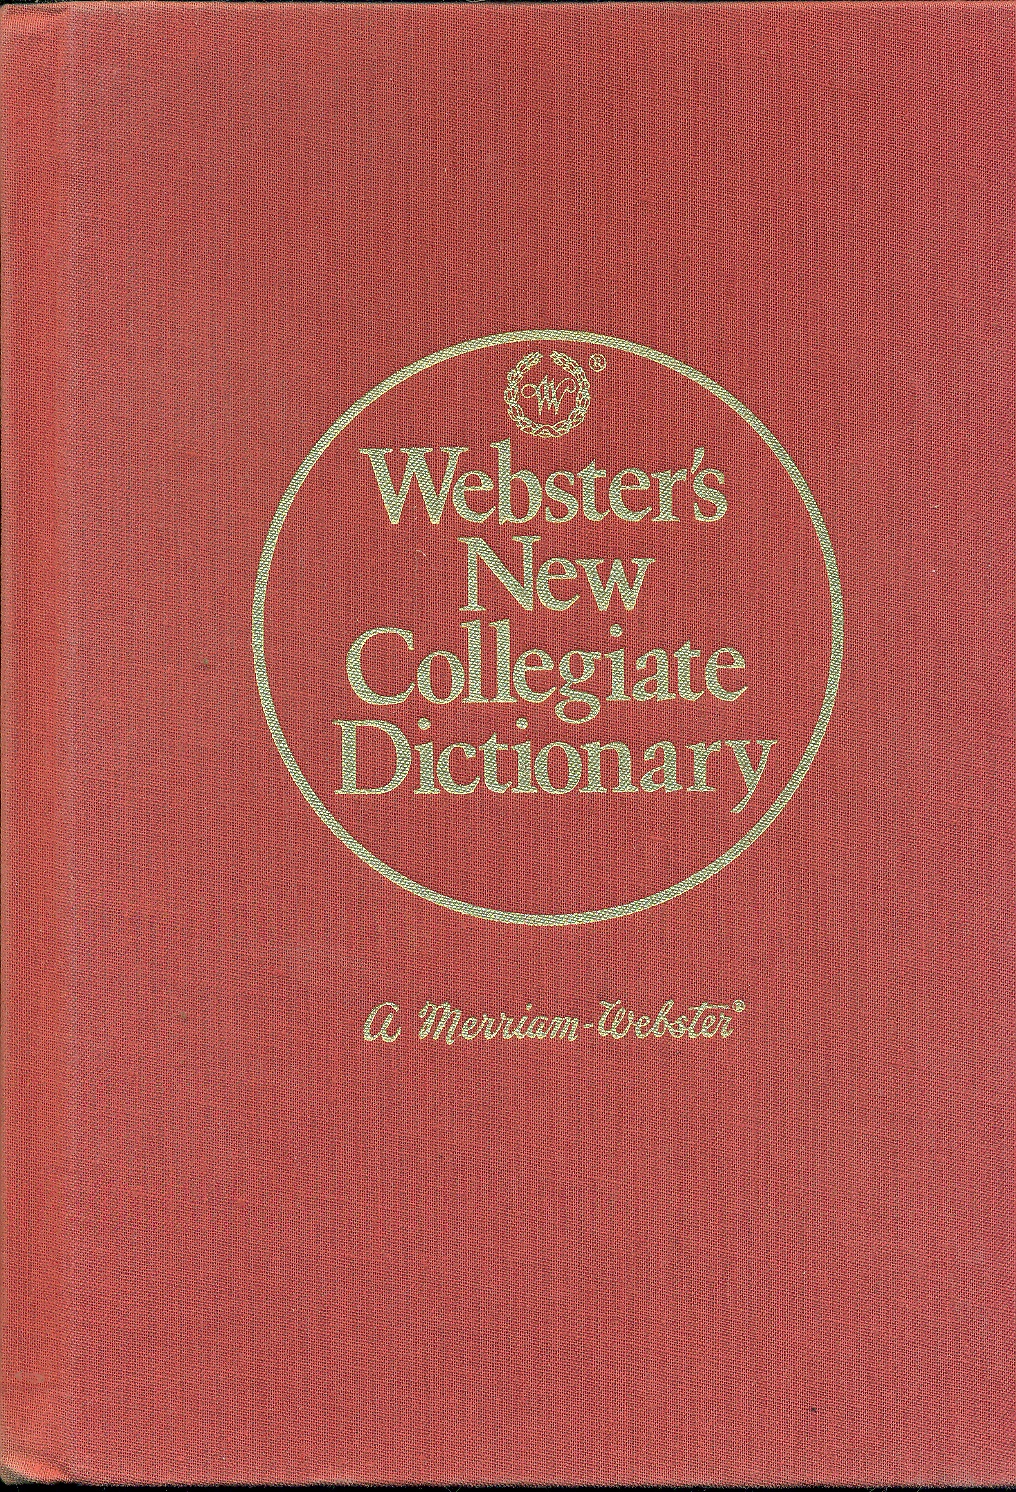 W ®
Webster's
New
Collegiate
Dictionary
A Merriam-Webster®